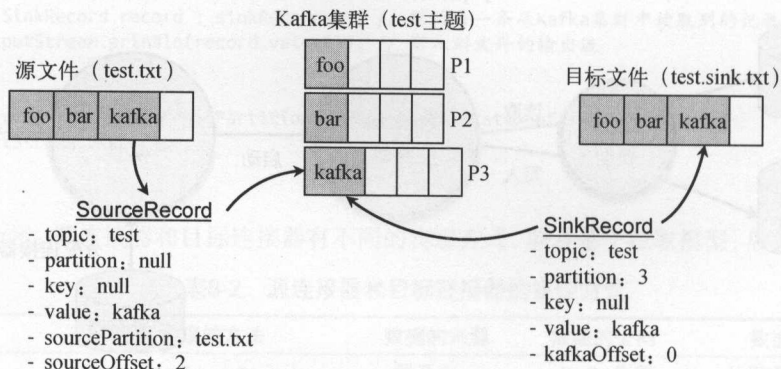 Kafka集群（test主题）
源文件（test.txt）
foo bar kafka
foo P1
bar P2
kafka P3
目标文件（test.sink.txt）
foo bar kafka
SourceRecord
- topic：test
- partition：null
- key：null
- value：kafka
- sourcePartition：test.txt
- sourceOffset：2
SinkRecord
- topic：test
- partition：3
- key：null
- value：kafka
- kafkaOffset：0